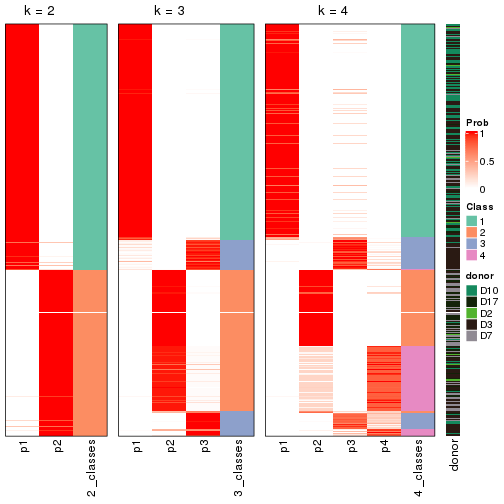 k = 2
k = 3
k = 4
p1
p2
2_classes
p1
p2
p3
3_classes
p1
p2
p3
p4
4_classes
donor
Prob
1
0.5
0
Class
1
2
3
4
donor
D10
D17
D2
D3
D7